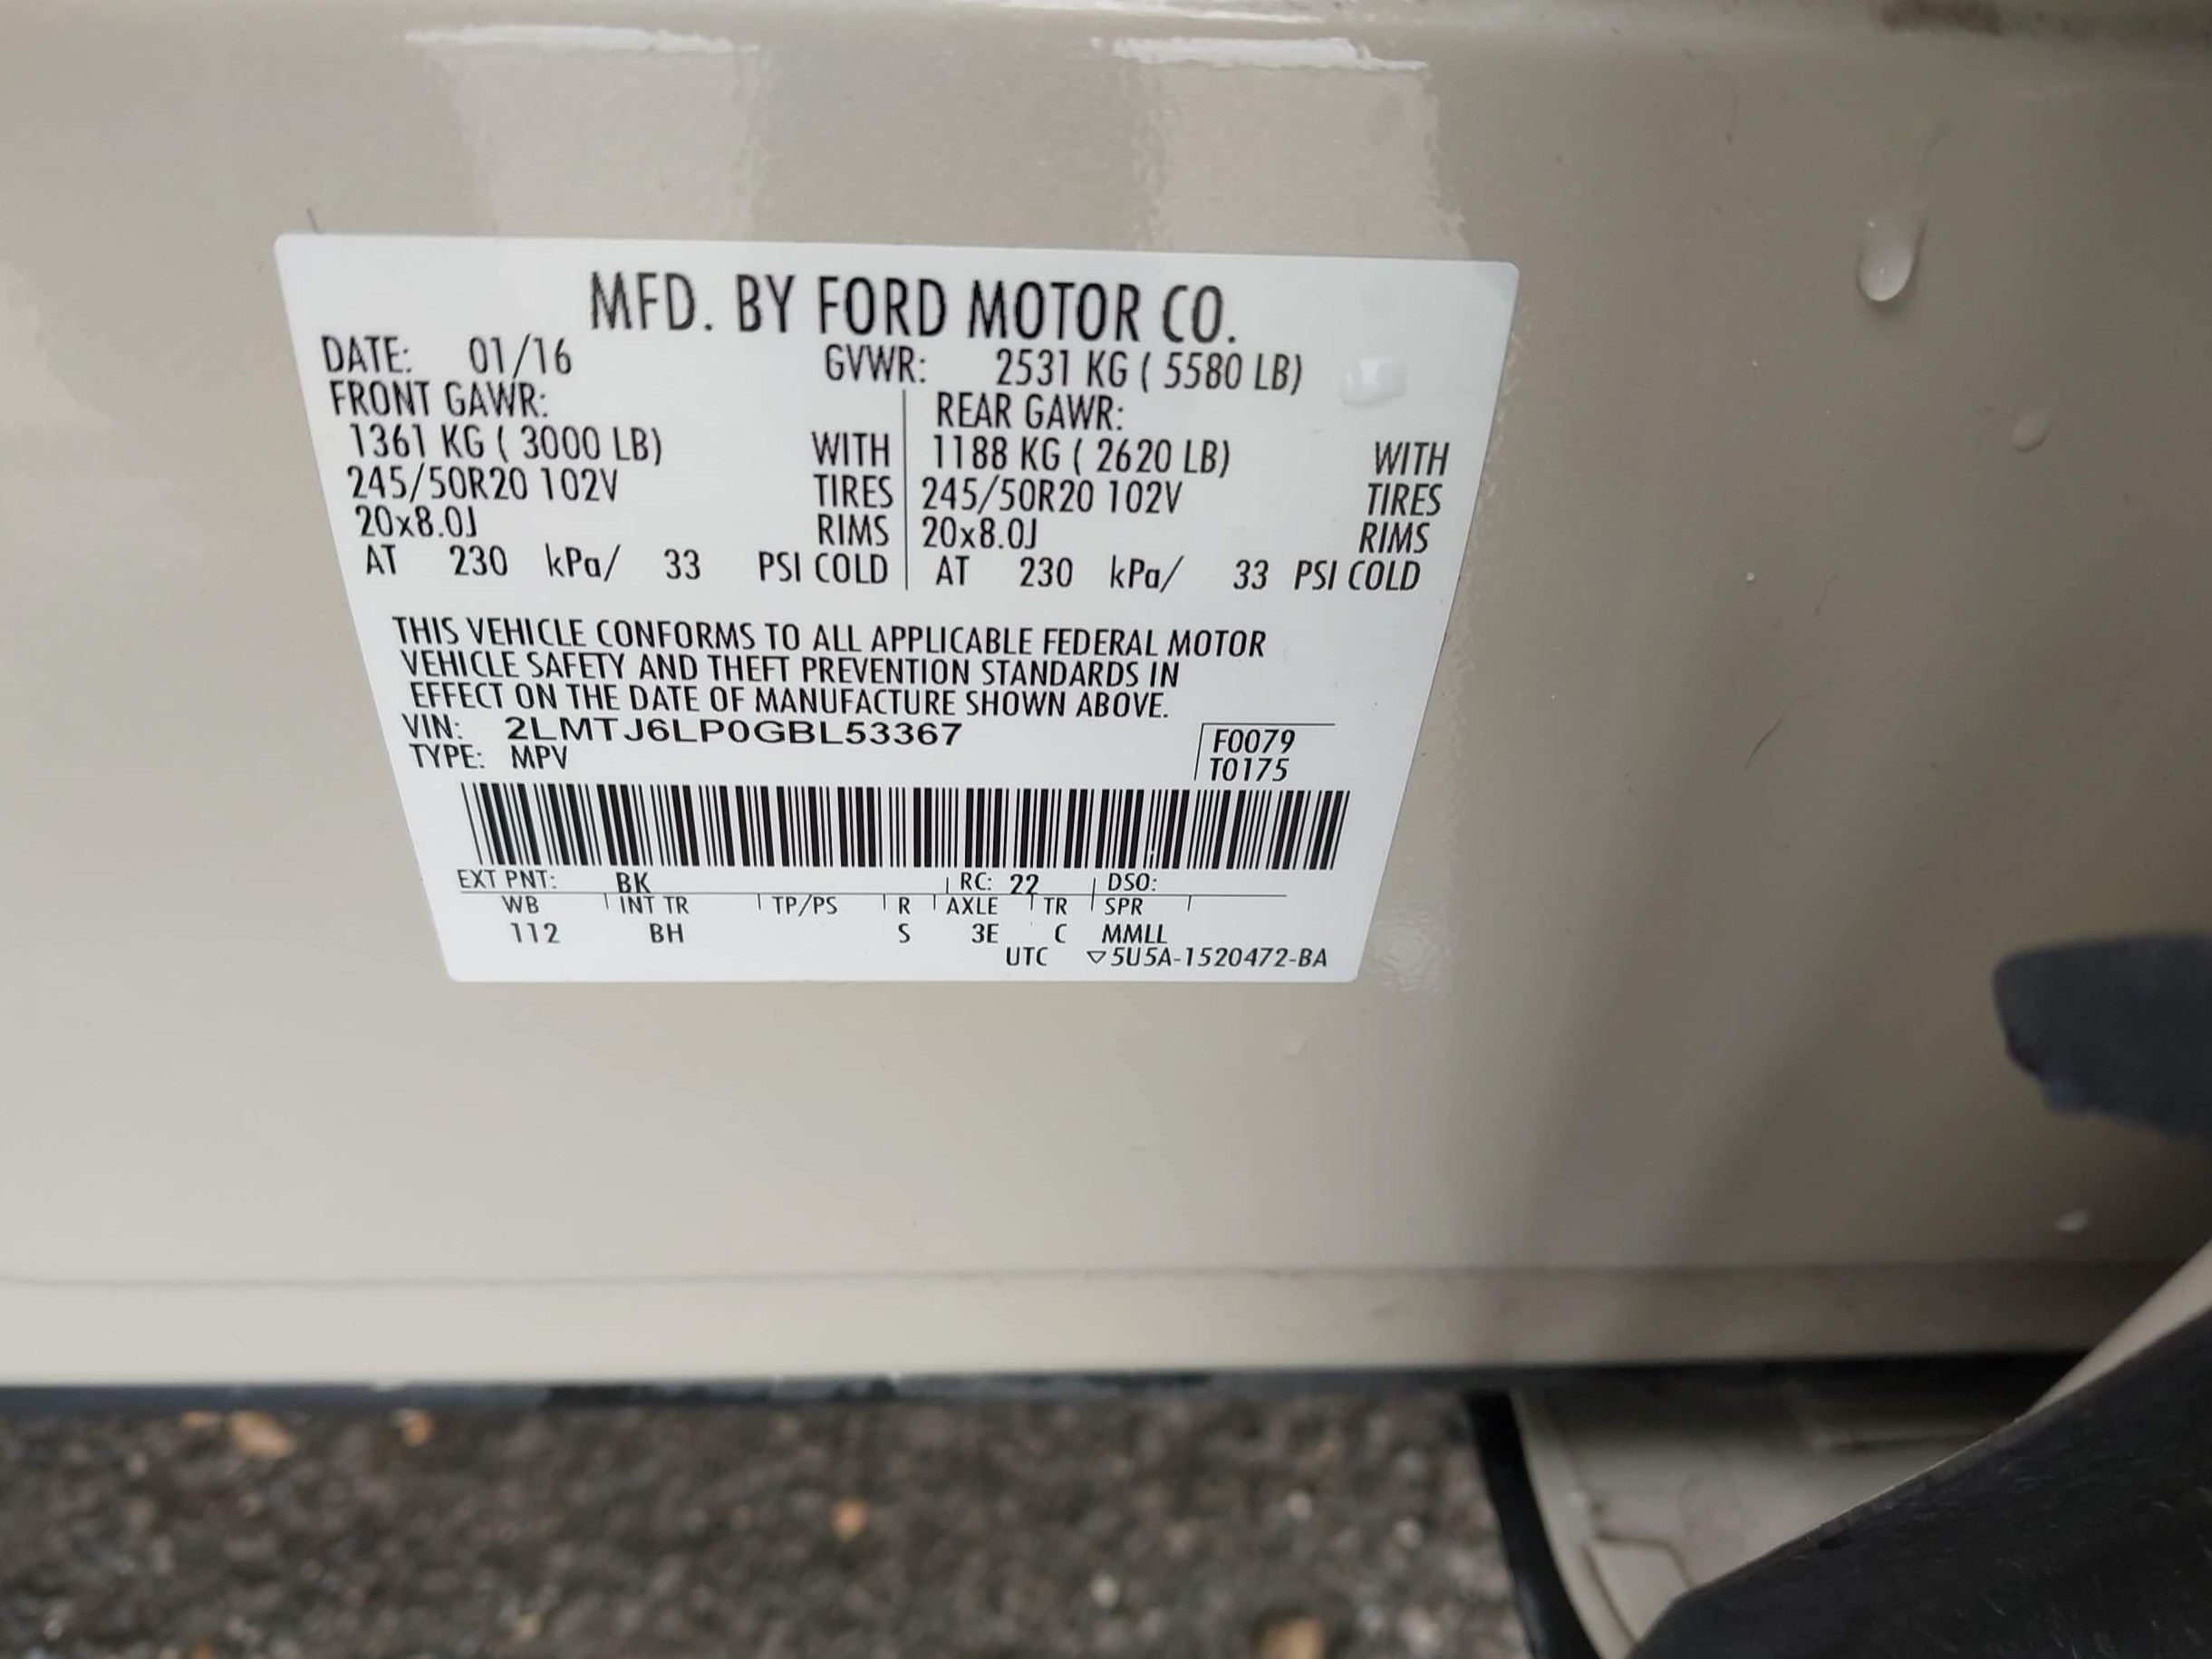 MFD. BY FORD MOTOR CO.
DATE: 01/16 GVWR: 2531 KG ( 5580 LB)
FRONT GAWR: REAR GAWR:
1361 KG ( 3000 LB) WITH 1188 KG ( 2620 LB) WITH
245/50R20 102V TIRES 245/50R20 102V TIRES
20x8.0J RIMS 20x8.0J RIMS
AT 230 kPa/ 33 PSI COLD AT 230 kPa/ 33 PSI COLD
THIS VEHICLE CONFORMS TO ALL APPLICABLE FEDERAL MOTOR
VEHICLE SAFETY AND THEFT PREVENTION STANDARDS IN
EFFECT ON THE DATE OF MANUFACTURE SHOWN ABOVE.
VIN: 2LMTJ6LP0GBL53367 F0079
TYPE: MPV T0175
EXT PNT: BK RC: 22 DSO:
WB INT TR TP/PS R AXLE TR SPR
112 BH S 3E C MMLL
UTC ▽5U5A-1520472-BA